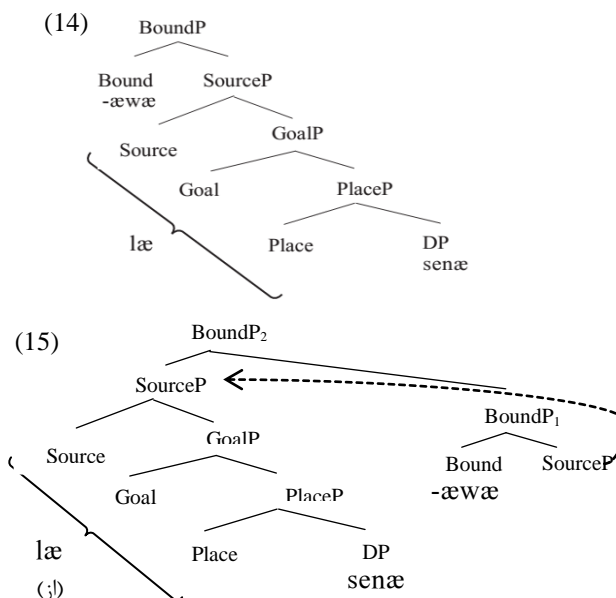 (14)
BoundP
Bound SourceP
-æwæ
GoalP
Source
Goal PlaceP
læ
Place DP
senæ
(15)
BoundP₂
SourceP
BoundP₁
Source GoalP
Bound SourceP
-æwæ
Goal PlaceP
læ
Place DP
senæ
(از)